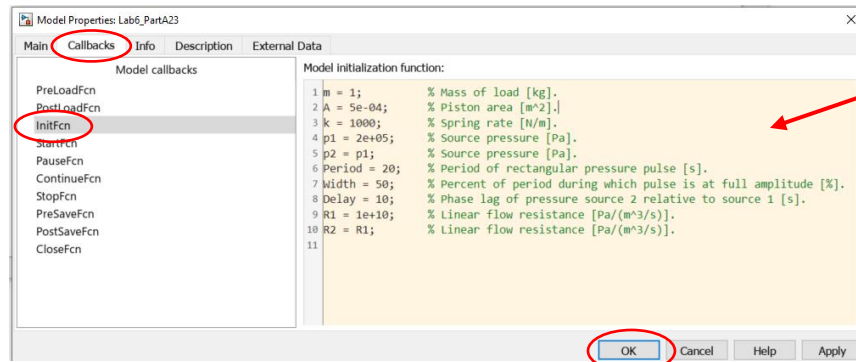 Model Properties: Lab6_PartA23
Main Callbacks Info Description External Data
Model callbacks
PreLoadFcn
PostLoadFcn
InitFcn
StartFcn
PauseFcn
ContinueFcn
StopFcn
PreSaveFcn
PostSaveFcn
CloseFcn
Model initialization function:
1 m = 1; % Mass of load [kg].
2 A = 5e-04; % Piston area [m^2].
3 k = 1000; % Spring rate [N/m].
4 p1 = 2e+05; % Source pressure [Pa].
5 p2 = p1; % Source pressure [Pa].
6 Period = 20; % Period of rectangular pressure pulse [s].
7 Width = 50; % Percent of period during which pulse is at full amplitude [%].
8 Delay = 10; % Phase lag of pressure source 2 relative to source 1 [s].
9 R1 = 1e+10; % Linear flow resistance [Pa/(m^3/s)].
10 R2 = R1; % Linear flow resistance [Pa/(m^3/s)].
11
OK Cancel Help Apply